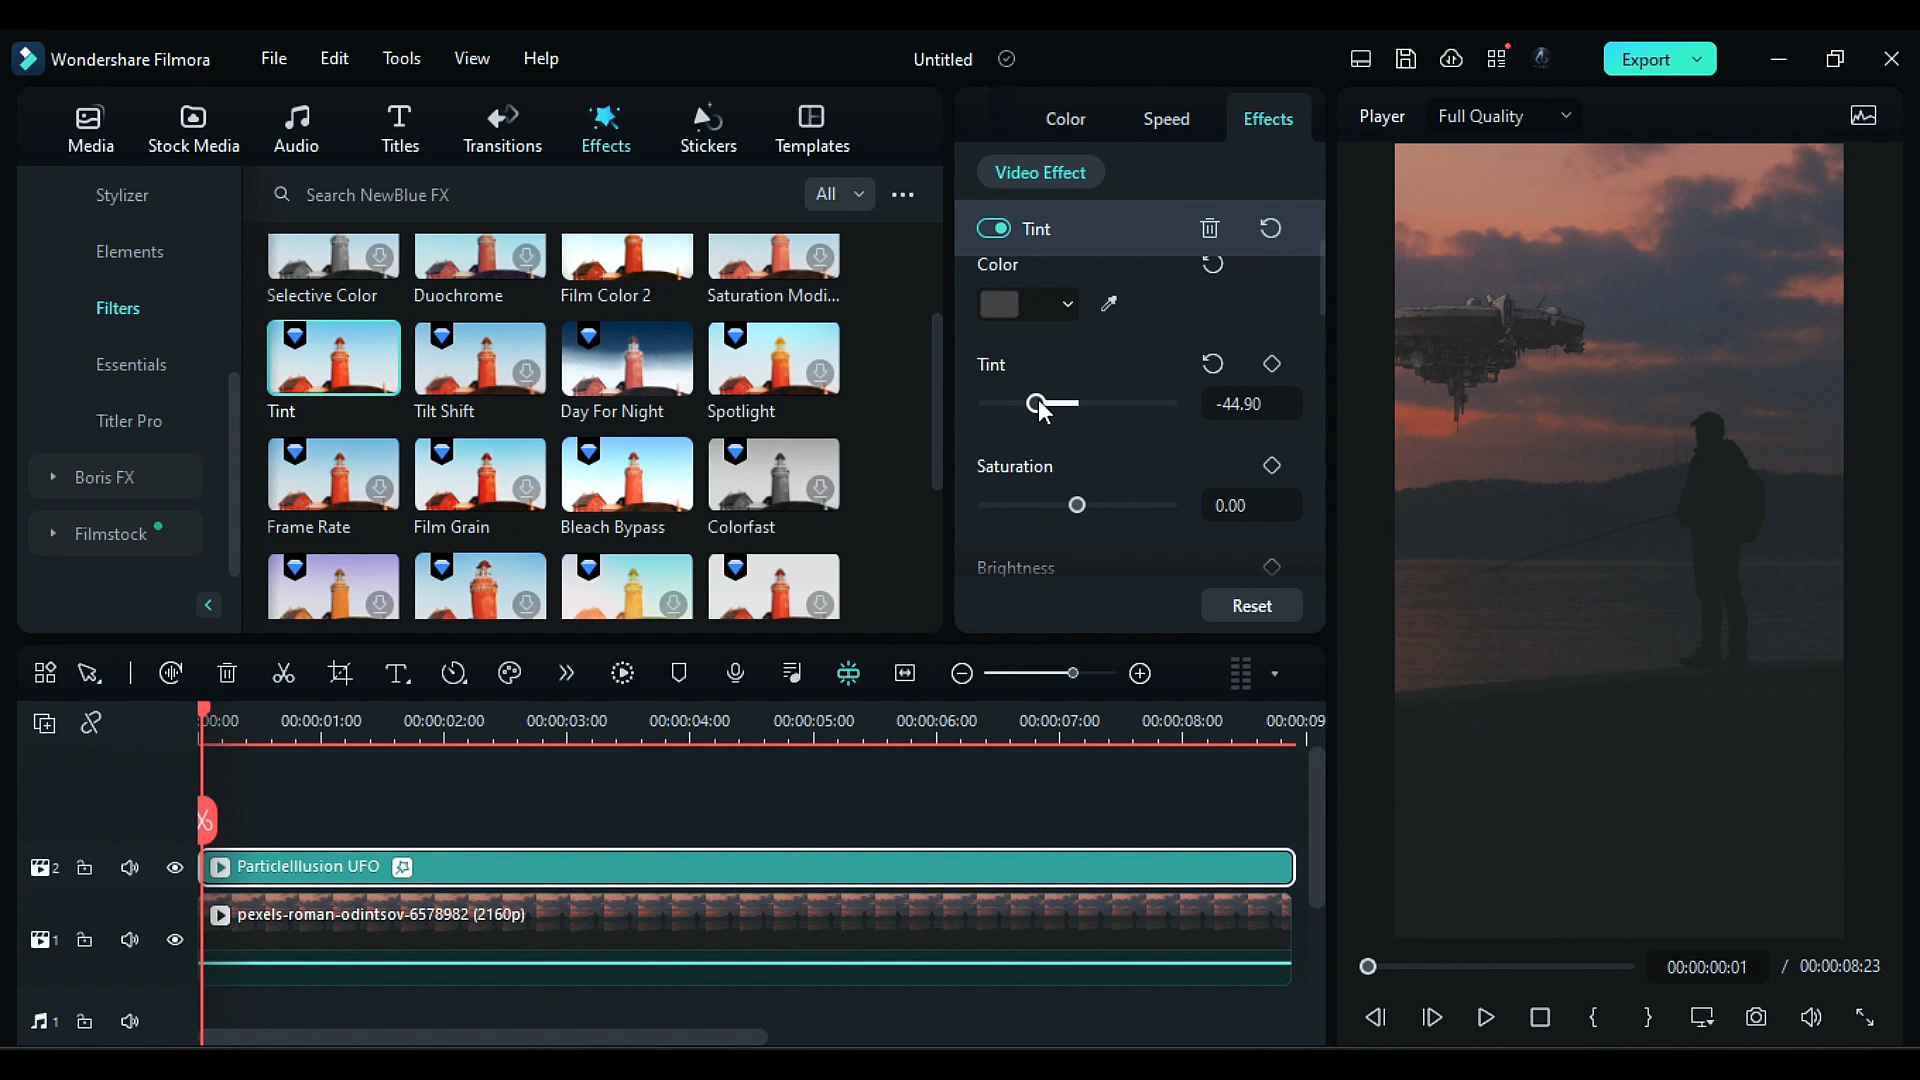 Wondershare Filmora
File
Edit
Tools
View
Help
Untitled
Export
Media
Stock Media
Audio
Titles
Transitions
Effects
Stickers
Templates
Color
Speed
Effects
Player
Full Quality
Stylizer
Elements
Filters
Essentials
Titler Pro
Boris FX
Filmstock
Search NewBlue FX
All
Selective Color
Duochrome
Film Color 2
Saturation Modi...
Tint
Tilt Shift
Day For Night
Spotlight
Frame Rate
Film Grain
Bleach Bypass
Colorfast
Video Effect
Tint
Color
Tint
-44.90
Saturation
0.00
Brightness
Reset
00:00
00:00:01:00
00:00:02:00
00:00:03:00
00:00:04:00
00:00:05:00
00:00:06:00
00:00:07:00
00:00:08:00
00:00:09
2
ParticleIllusion UFO
1
pexels-roman-odintsov-6578982 (2160p)
1
00:00:00:01
/ 00:00:08:23